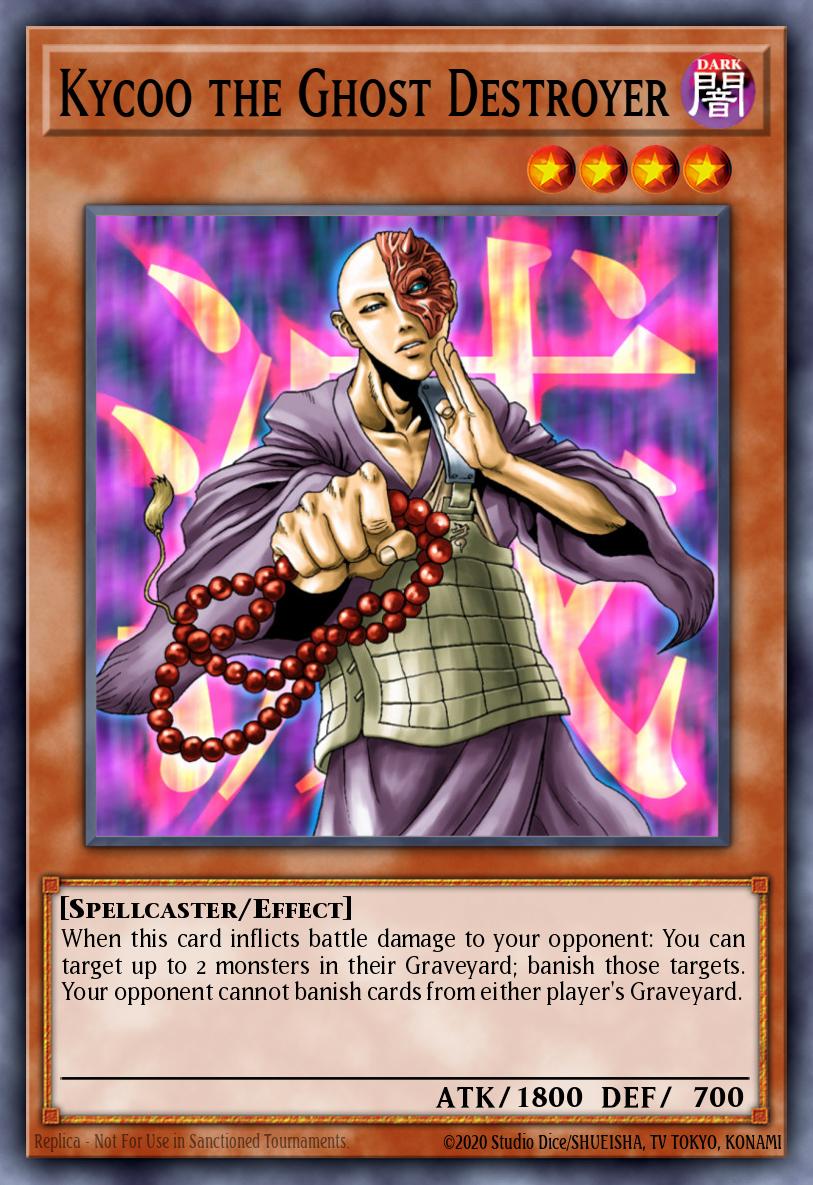 Kycoo the Ghost Destroyer
DARK
闇
滅
[Spellcaster/Effect]
When this card inflicts battle damage to your opponent: You can
target up to 2 monsters in their Graveyard; banish those targets.
Your opponent cannot banish cards from either player's Graveyard.
ATK/1800 DEF/ 700
Replica - Not For Use in Sanctioned Tournaments.
©2020 Studio Dice/SHUEISHA, TV TOKYO, KONAMI